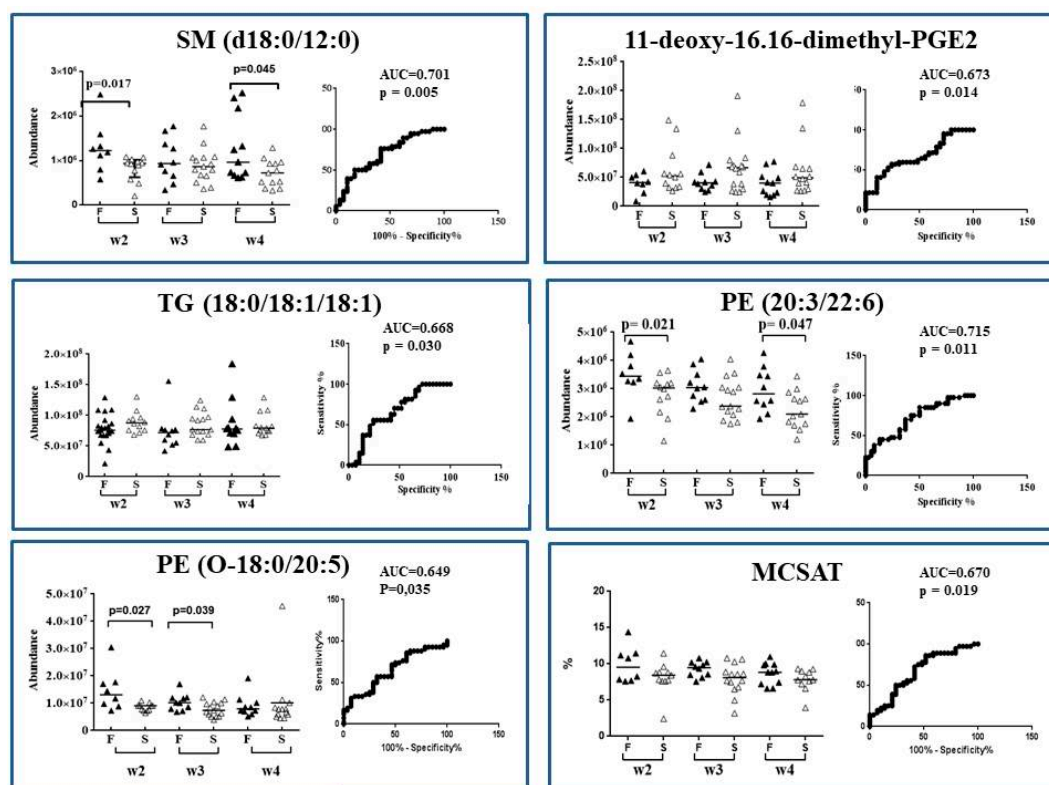 SM (d18:0/12:0)
Abundance
3×10⁶
2×10⁶
1×10⁶
0
p=0.017
p=0.045
F S F S F S
w2 w3 w4
AUC=0.701
p = 0.005
150
00
50
0
0 50 100 150
100% - Specificity%
11-deoxy-16.16-dimethyl-PGE2
Abundance
2.5×10⁸
2.0×10⁸
1.5×10⁸
1.0×10⁸
5.0×10⁷
0
F S F S F S
w2 w3 w4
AUC=0.673
p = 0.014
50
00
50
0
0 50 100 150
Specificity%
TG (18:0/18:1/18:1)
Abundance
2.0×10⁸
1.5×10⁸
1.0×10⁸
5.0×10⁷
0
F S F S F S
w2 w3 w4
AUC=0.668
p = 0.030
Sensitivity %
150
100
50
0
0 50 100 150
Specificity %
PE (20:3/22:6)
Abundance
5×10⁶
4×10⁶
3×10⁶
2×10⁶
1×10⁶
0
p= 0.021
p= 0.047
F S F S F S
w2 w3 w4
AUC=0.715
p = 0.011
Sensitivity %
150
100
50
0
0 50 100 150
Specificity %
PE (O-18:0/20:5)
Abundance
5.0×10⁷
4.0×10⁷
3.0×10⁷
2.0×10⁷
1.0×10⁷
0.0
p=0.027
p=0.039
F S F S F S
w2 w3 w4
AUC=0.649
P=0,035
Sensitivity%
150
100
50
0
0 50 100 150
100% - Specificity%
MCSAT
%
20
15
10
5
0
F S F S F S
w2 w3 w4
AUC=0.670
p = 0.019
50
00
50
0
0 50 100 150
100% - Specificity%